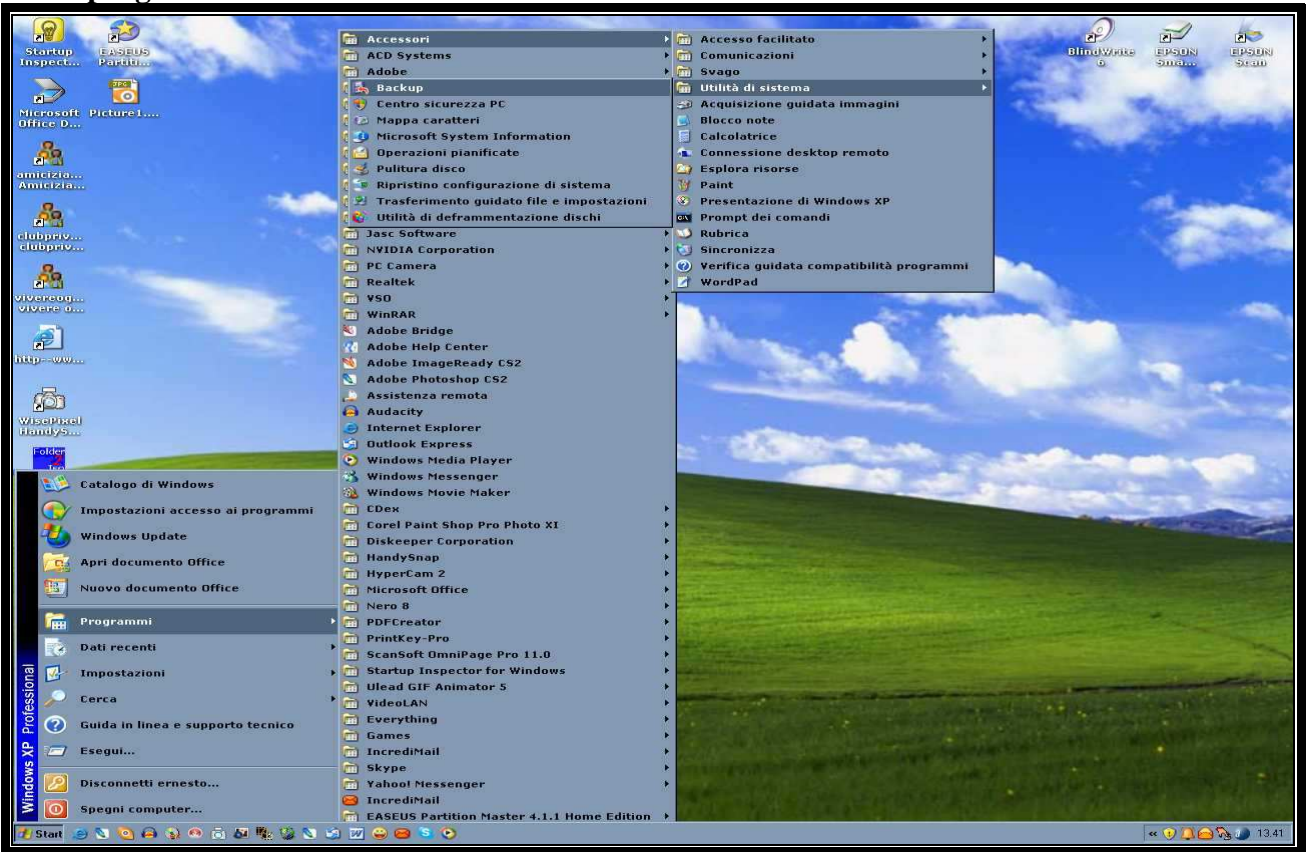 Startup
Inspect...
EASEUS
Partiti...
Microsoft
Office D...
Picture1....
amicizia...
Amicizia...
clubpriv...
clubpriv...
vivereog...
vivere o...
http--ww...
WisePixel
HandyS...
Folder
2
Iso
BlindWrite
6
EPSON
Sma...
EPSON
Scan
Catalogo di Windows
Impostazioni accesso ai programmi
Windows Update
Apri documento Office
Nuovo documento Office
Programmi
Dati recenti
Impostazioni
Cerca
Guida in linea e supporto tecnico
Esegui...
Disconnetti ernesto...
Spegni computer...
Windows XP Professional
Accessori
ACD Systems
Adobe
Backup
Centro sicurezza PC
Mappa caratteri
Microsoft System Information
Operazioni pianificate
Pulitura disco
Ripristino configurazione di sistema
Trasferimento guidato file e impostazioni
Utilità di deframmentazione dischi
Jasc Software
NVIDIA Corporation
PC Camera
Realtek
VSO
WinRAR
Adobe Bridge
Adobe Help Center
Adobe ImageReady CS2
Adobe Photoshop CS2
Assistenza remota
Audacity
Internet Explorer
Outlook Express
Windows Media Player
Windows Messenger
Windows Movie Maker
CDex
Corel Paint Shop Pro Photo XI
Diskeeper Corporation
HandySnap
HyperCam 2
Microsoft Office
Nero 8
PDFCreator
PrintKey-Pro
ScanSoft OmniPage Pro 11.0
Startup Inspector for Windows
Ulead GIF Animator 5
VideoLAN
Everything
Games
IncrediMail
Skype
Yahoo! Messenger
IncrediMail
EASEUS Partition Master 4.1.1 Home Edition
Accesso facilitato
Comunicazioni
Svago
Utilità di sistema
Acquisizione guidata immagini
Blocco note
Calcolatrice
Connessione desktop remoto
Esplora risorse
Paint
Presentazione di Windows XP
Prompt dei comandi
Rubrica
Sincronizza
Verifica guidata compatibilità programmi
WordPad
Start
13.41